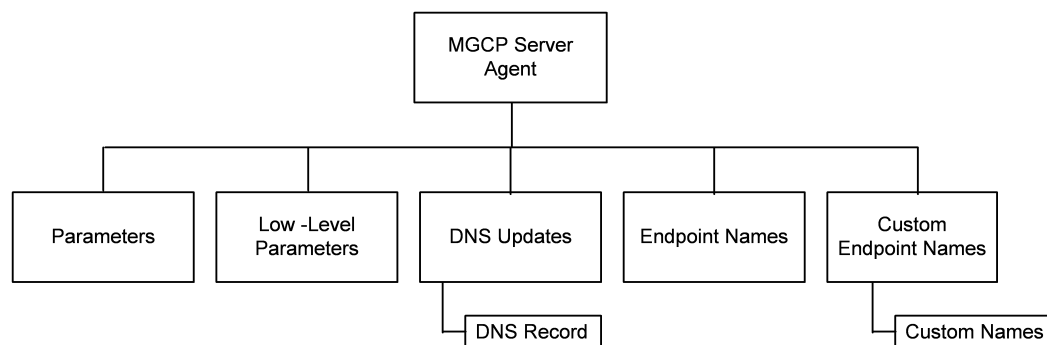 MGCP Server
Agent
Parameters
Low -Level
Parameters
DNS Updates
Endpoint Names
Custom
Endpoint Names
DNS Record
Custom Names